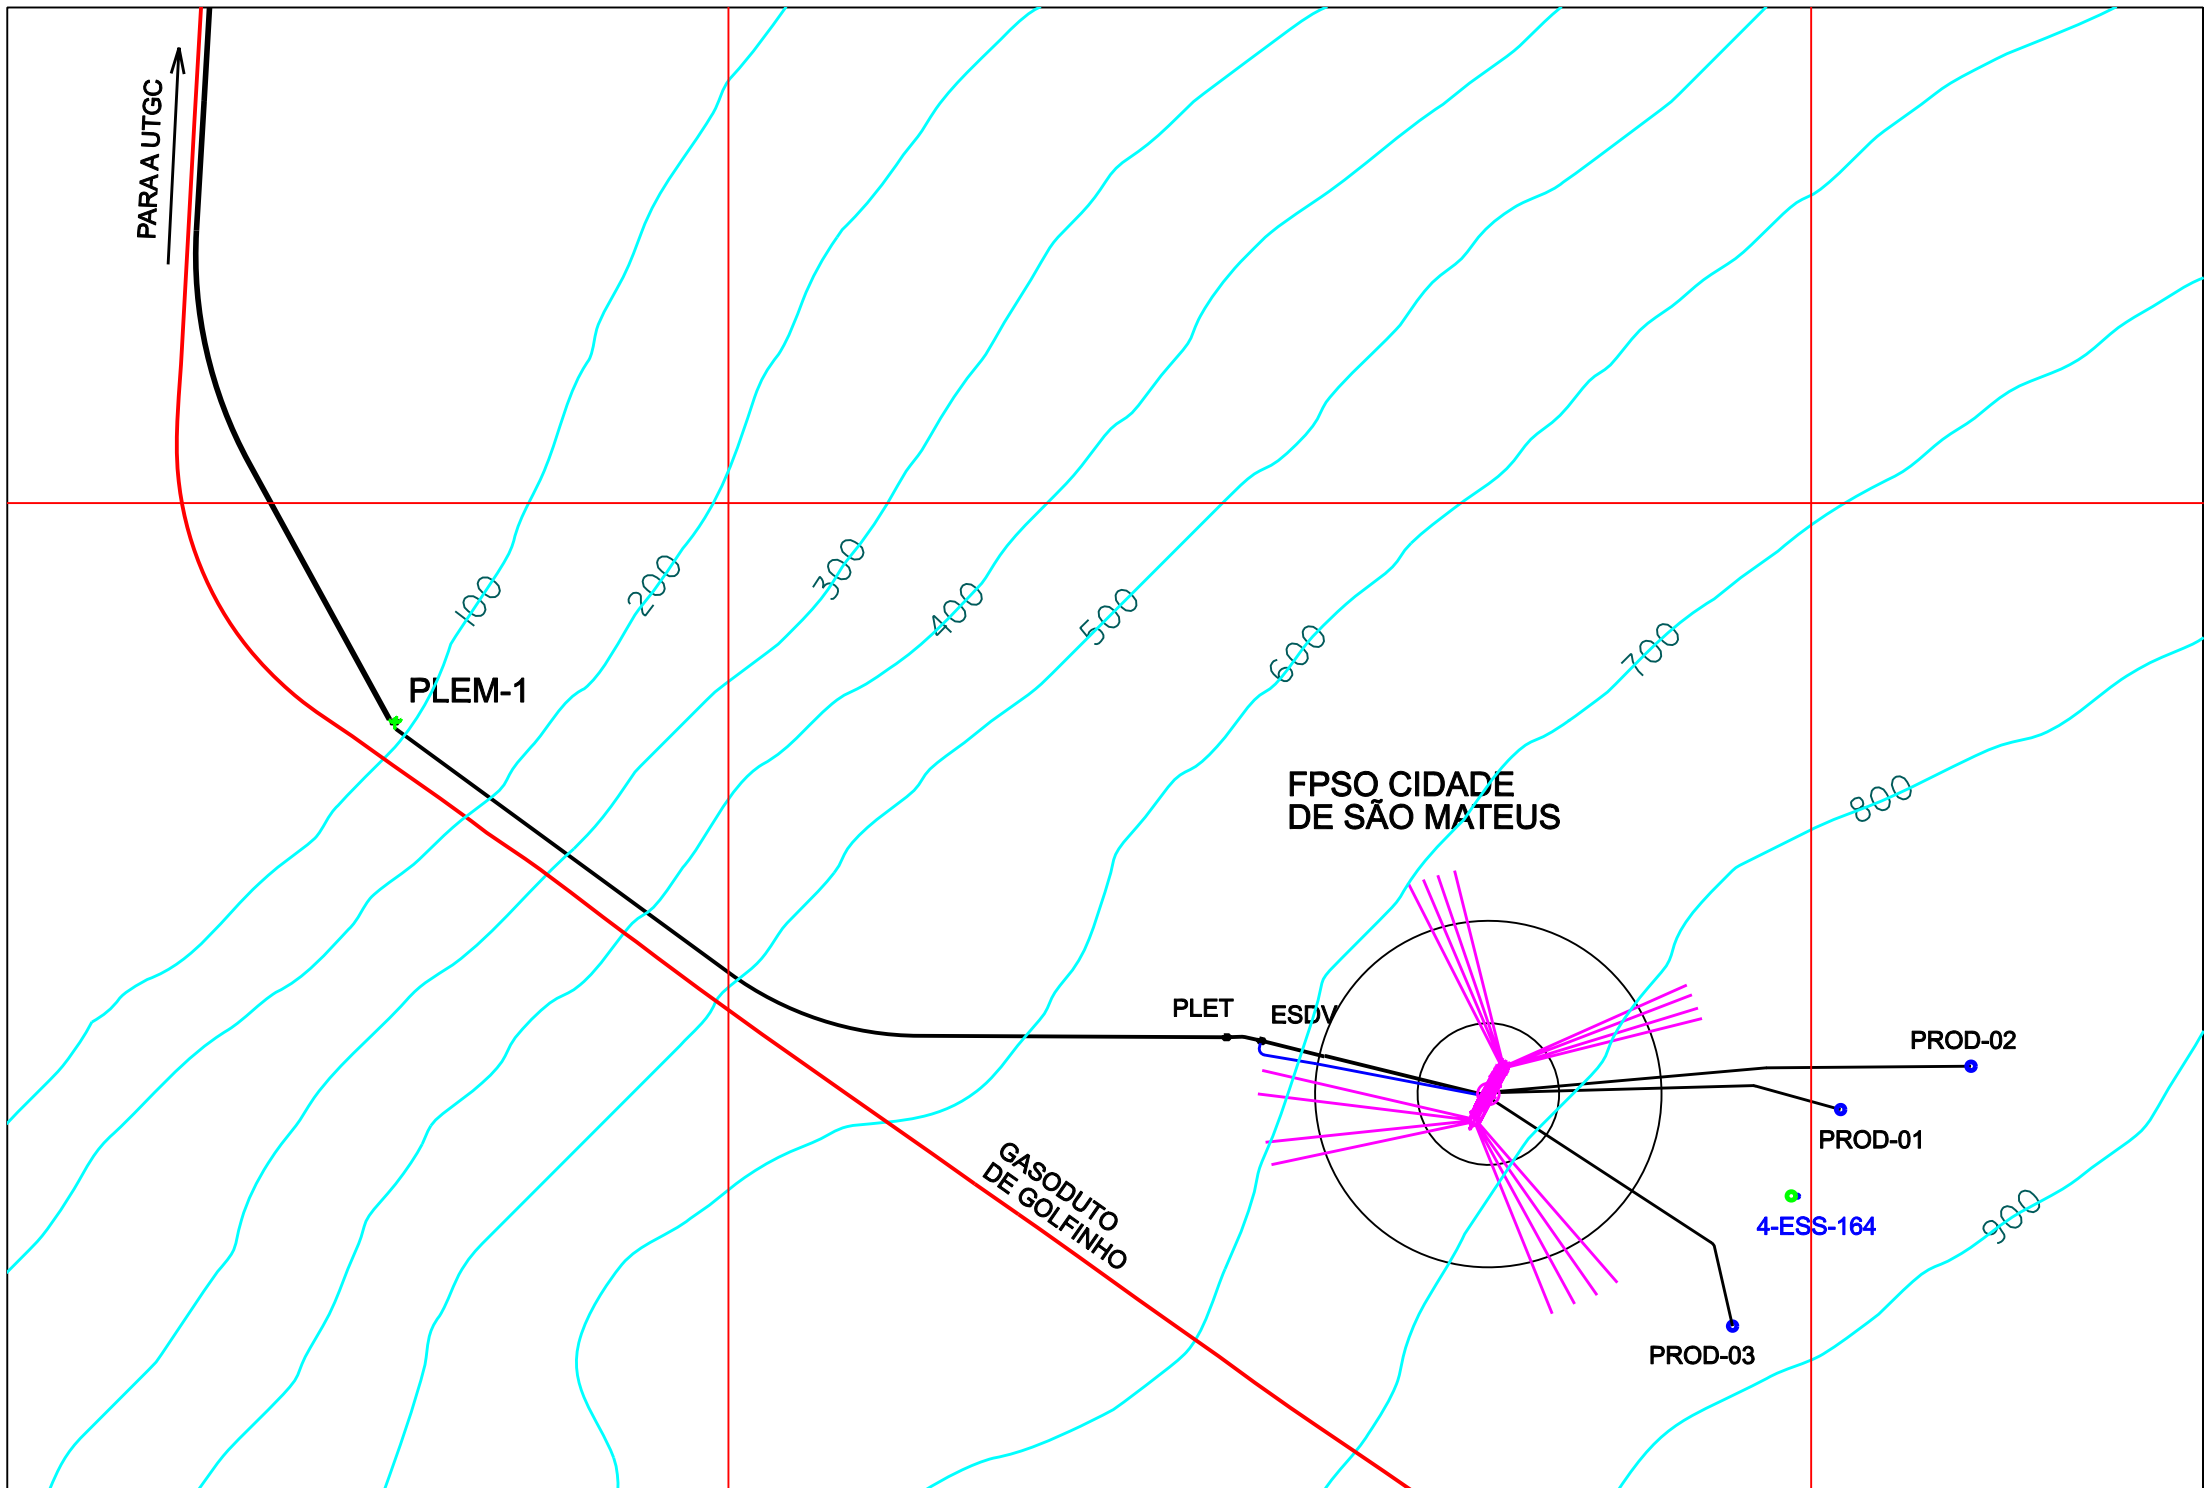 PARA A UTGC
100
200
300
400
500
600
700
800
900
PLEM-1
FPSO CIDADE
DE SÃO MATEUS
PLET
ESDV
PROD-02
PROD-01
4-ESS-164
PROD-03
GASODUTO
DE GOLFINHO